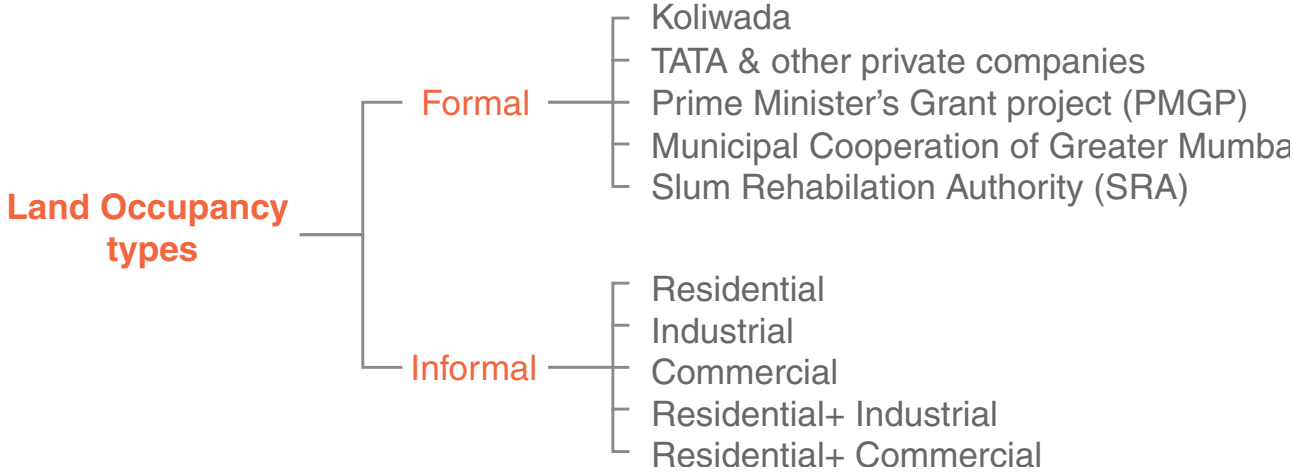 Land Occupancy
types
Formal
Koliwada
TATA & other private companies
Prime Minister's Grant project (PMGP)
Municipal Cooperation of Greater Mumba
Slum Rehabilation Authority (SRA)
Informal
Residential
Industrial
Commercial
Residential+ Industrial
Residential+ Commercial